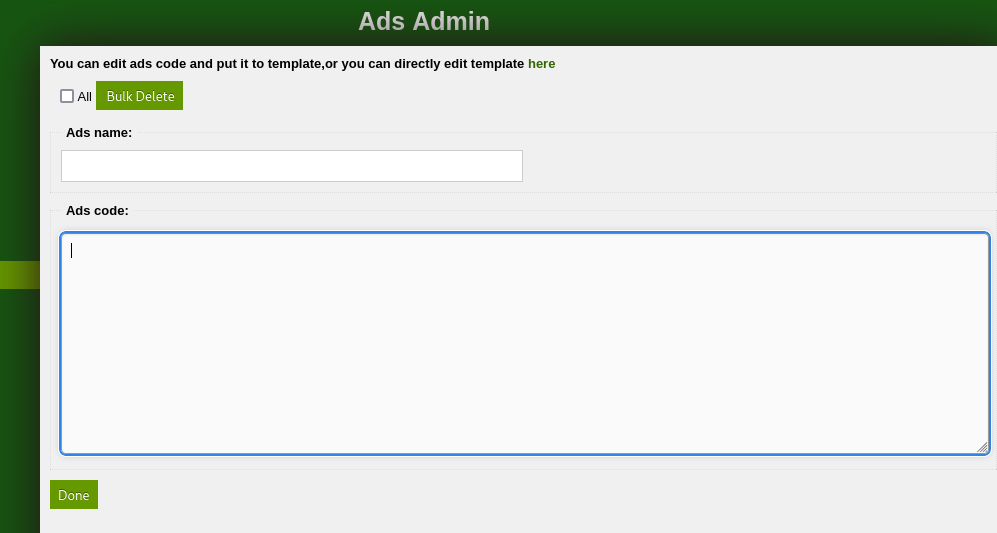 Ads Admin
You can edit ads code and put it to template,or you can directly edit template here
All Bulk Delete
Ads name:
Ads code:
Done